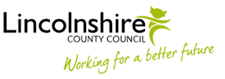 Lincolnshire
COUNTY COUNCIL
Working for a better future